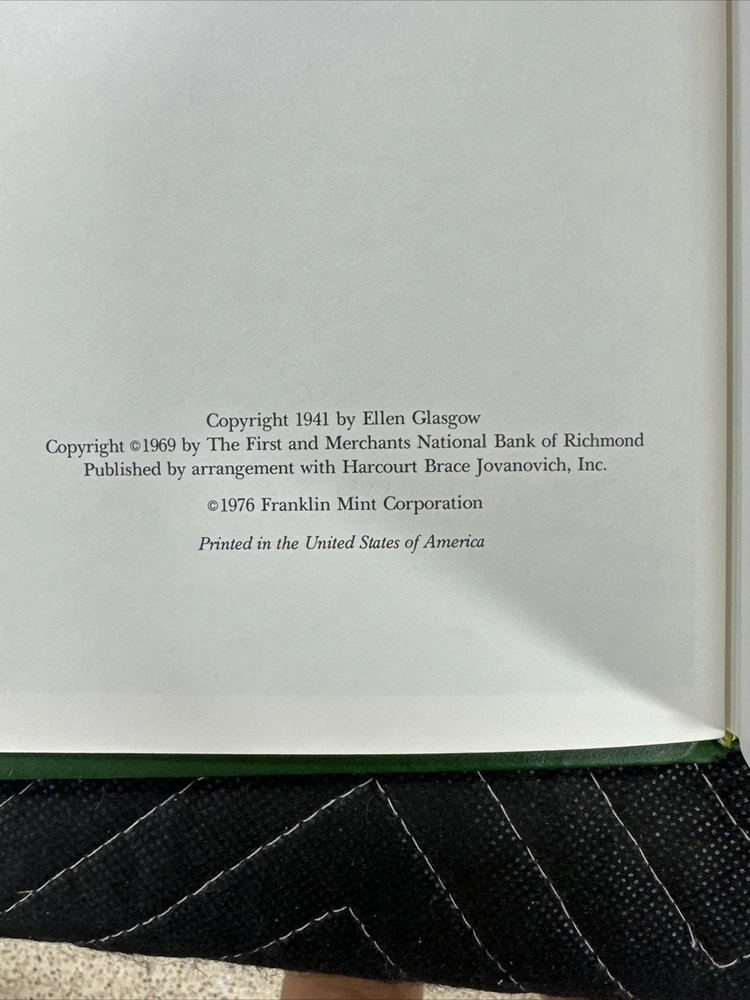 Copyright 1941 by Ellen Glasgow
Copyright ©1969 by The First and Merchants National Bank of Richmond
Published by arrangement with Harcourt Brace Jovanovich, Inc.
©1976 Franklin Mint Corporation
Printed in the United States of America